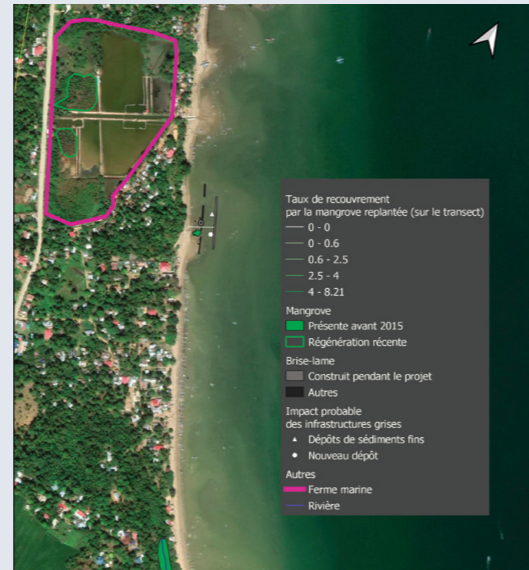 Taux de recouvrement
par la mangrove replantée (sur le transect)
0 - 0
0 - 0.6
0.6 - 2.5
2.5 - 4
4 - 8.21
Mangrove
Présente avant 2015
Régénération récente
Brise-lame
Construit pendant le projet
Autres
Impact probable
des infrastructures grises
Dépôts de sédiments fins
Nouveau dépôt
Autres
Ferme marine
Rivière